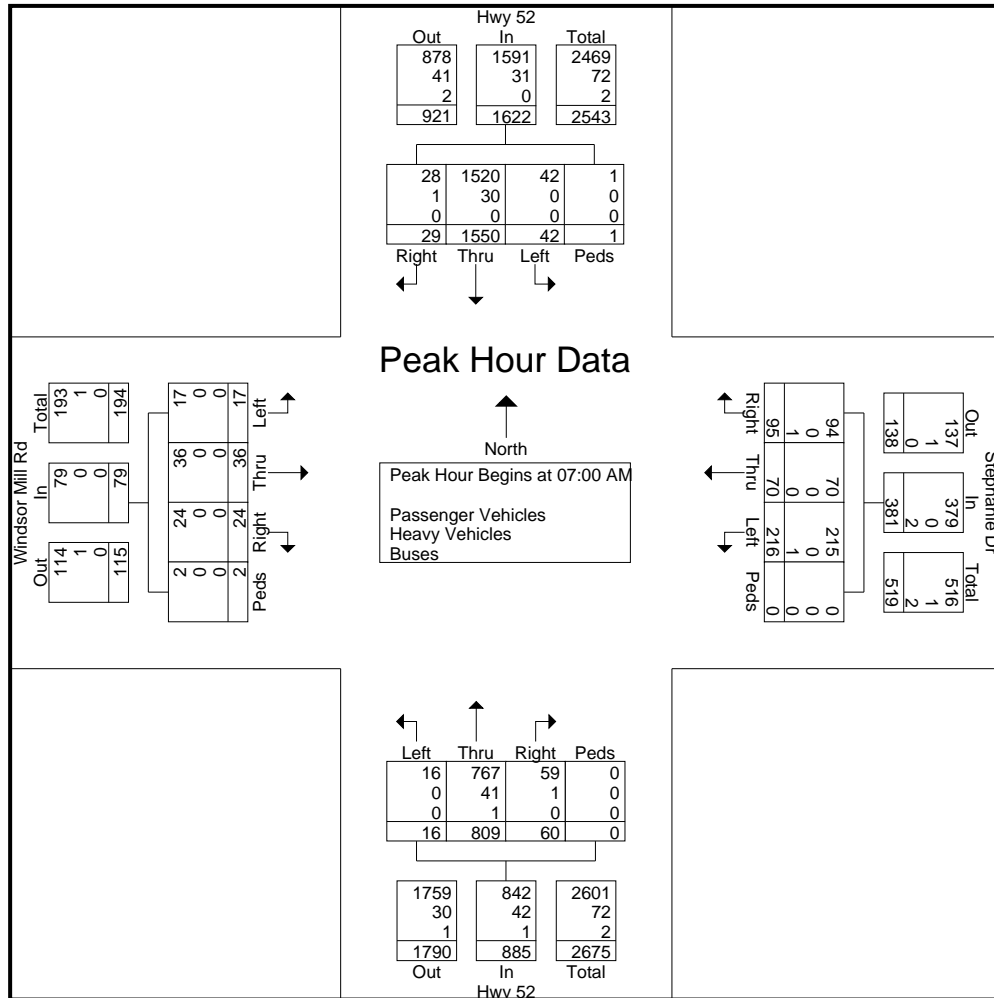 Hwy 52
Out In Total
878 1591 2469
41 31 72
2 0 2
921 1622 2543
28 1520 42 1
1 30 0 0
0 0 0 0
29 1550 42 1
Right Thru Left Peds
Peak Hour Data
North
Peak Hour Begins at 07:00 AM
Passenger Vehicles
Heavy Vehicles
Buses
Windsor Mill Rd
Out In Total
114 79 193
1 0 1
0 0 0
115 79 194
2 24 36 17
0 0 0 0
0 0 0 0
2 24 36 17
Peds Right Thru Left
Stephanie Dr
Out In Total
137 379 516
1 0 1
0 2 2
138 381 519
94 70 215 0
0 0 0 0
1 0 1 0
95 70 216 0
Right Thru Left Peds
Left Thru Right Peds
16 767 59 0
0 41 1 0
0 1 0 0
16 809 60 0
1759 842 2601
30 42 72
1 1 2
1790 885 2675
Out In Total
Hwy 52